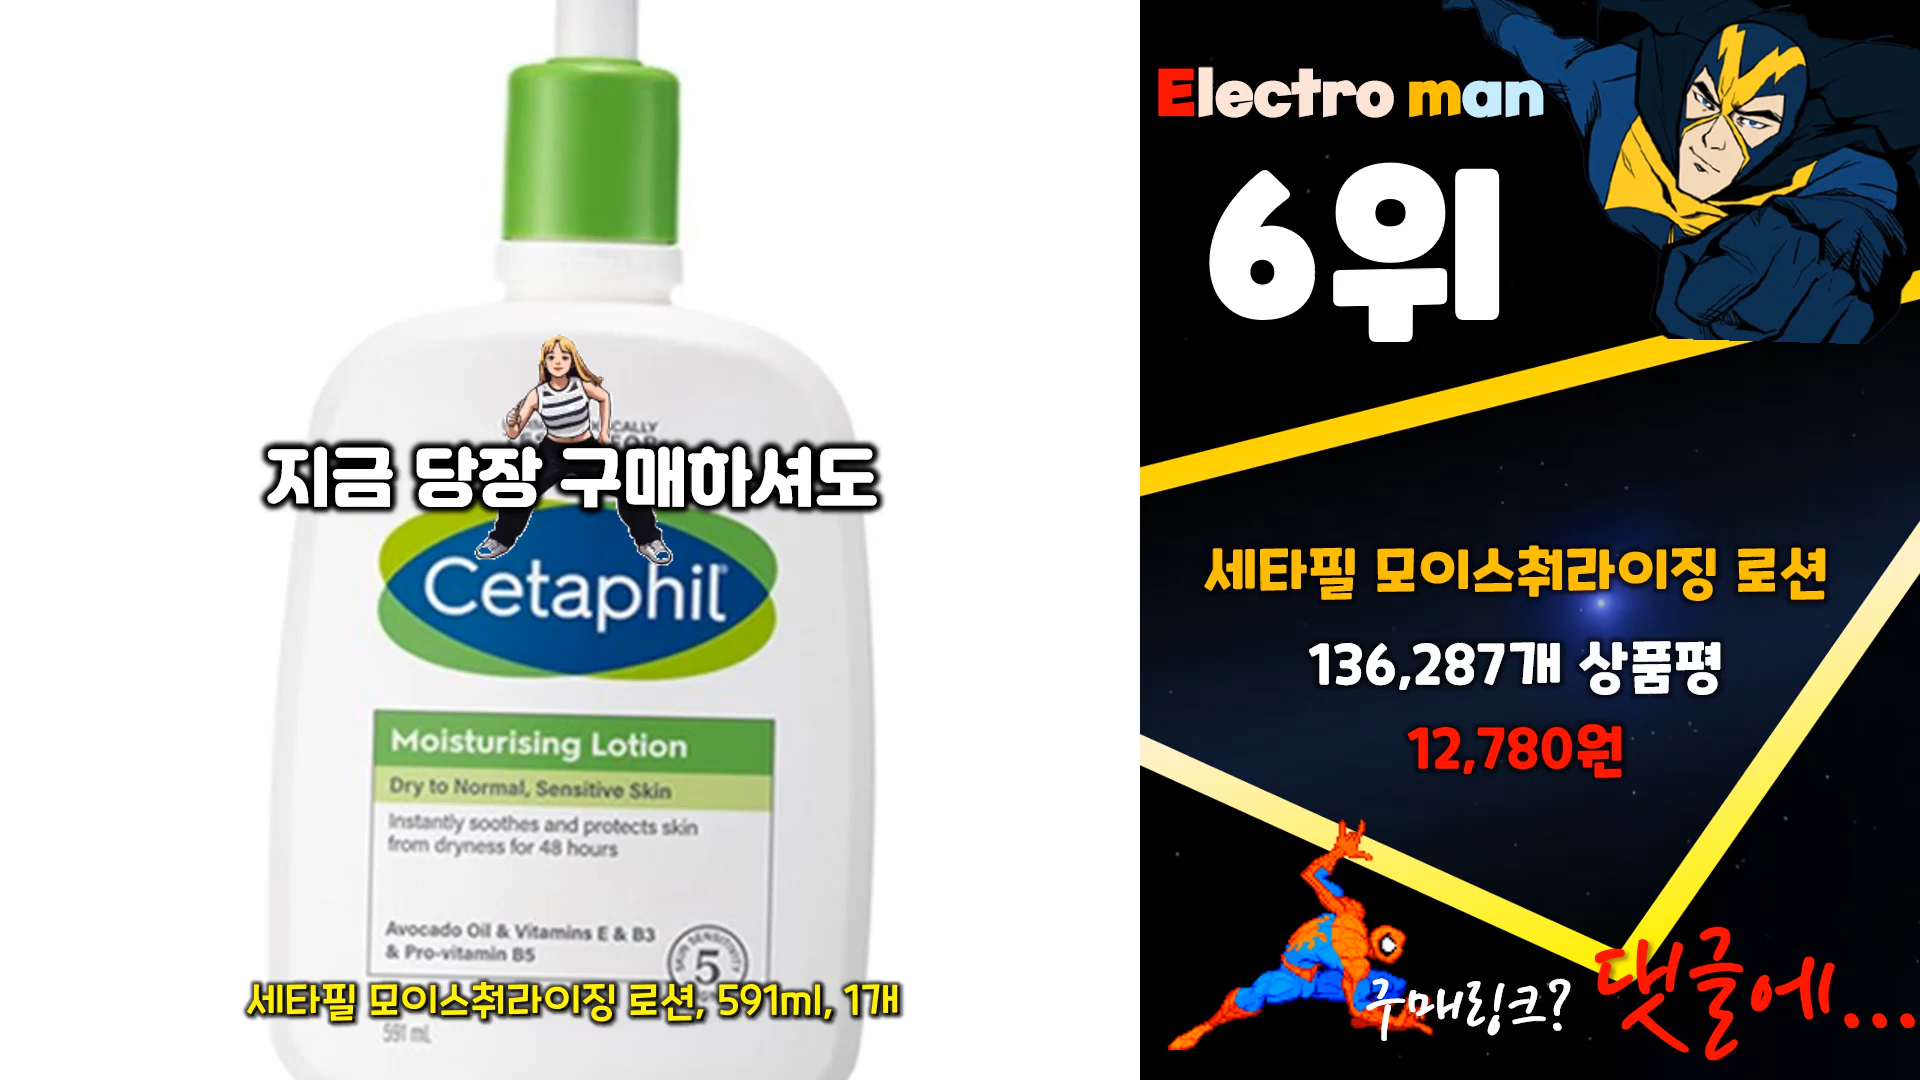 지금 당장 구매하셔도
Cetaphil
Moisturising Lotion
Dry to Normal, Sensitive Skin
Instantly soothes and protects skin
from dryness for 48 hours
Avocado Oil & Vitamins E & B3
& Pro-vitamin B5
SKIN SENSITIVITY
5
세타필 모이스춰라이징 로션, 591ml, 1개
591 mL
Electro man
6위
세타필 모이스춰라이징 로션
136,287개 상품평
12,780원
구매링크? 댓글에...